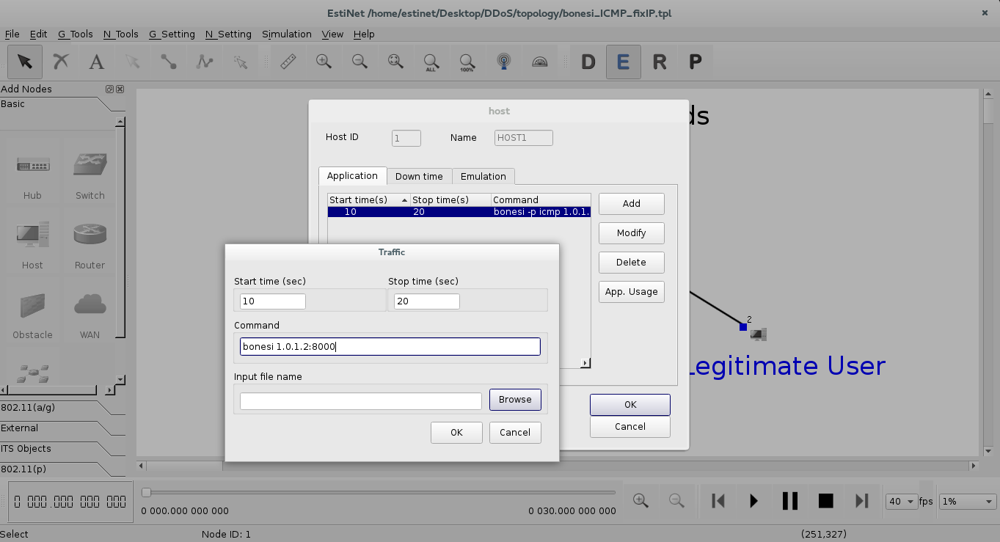 EstiNet /home/estinet/Desktop/DDoS/topology/bonesi_ICMP_fixIP.tpl
File Edit G_Tools N_Tools G_Setting N_Setting Simulation View Help
A ALL 100% D E R P
Add Nodes
Basic
Hub Switch
Host Router
Obstacle WAN
802.11(a/g)
External
ITS Objects
802.11(p)
ds
host
Host ID 1 Name HOST1
Application Down time Emulation
Start time(s) Stop time(s) Command
10 20 bonesi -p icmp 1.0.1.
Add
Modify
Delete
App. Usage
OK
Cancel
Traffic
Start time (sec) Stop time (sec)
10 20
Command
bonesi 1.0.1.2:8000
Input file name
Browse
OK Cancel
2
Legitimate User
0 000 000 000 000
0 000.000 000 000 0 030.000 000 000
40 fps 1%
Select Node ID: 1 (251,327)